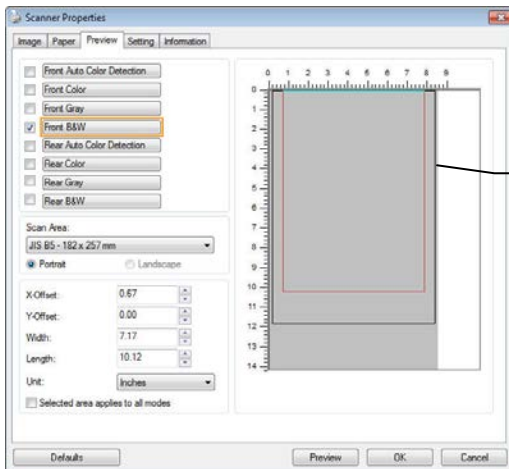 Scanner Properties
Image Paper Preview Setting Information
Front Auto Color Detection
Front Color
Front Gray
Front B&W
Rear Auto Color Detection
Rear Color
Rear Gray
Rear B&W
Scan Area:
JIS B5 - 182 x 257 mm
Portrait Landscape
X-Offset: 0.67
Y-Offset: 0.00
Width: 7.17
Length: 10.12
Unit: Inches
Selected area applies to all modes
0 1 2 3 4 5 6 7 8 9
0
1
2
3
4
5
6
7
8
9
10
11
12
13
14
Defaults Preview OK Cancel